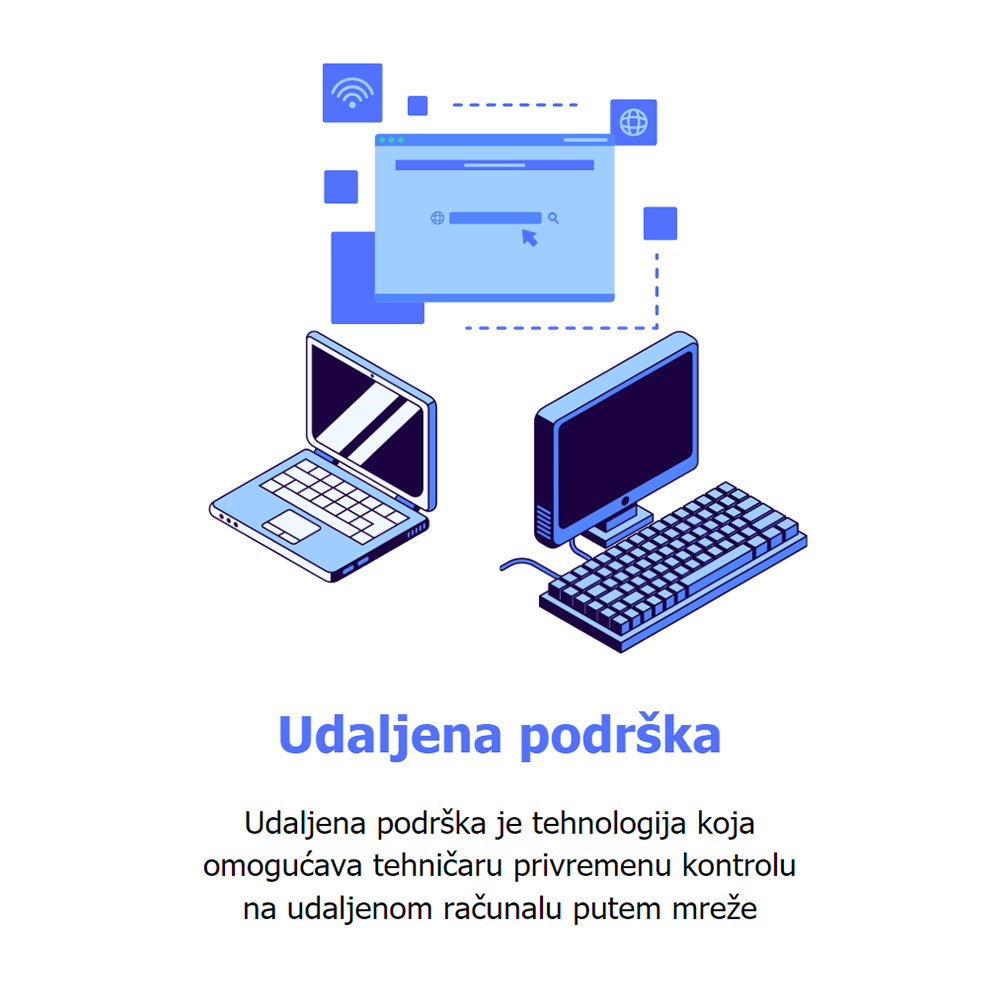 Udaljena podrška
Udaljena podrška je tehnologija koja
omogućava tehničaru privremenu kontrolu
na udaljenom računalu putem mreže